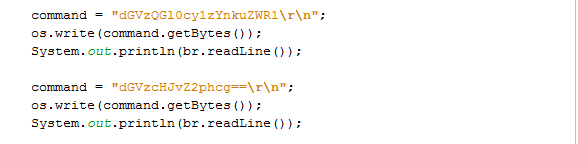 command = "dGVzQGl0cy1zYnkuZWR1\r\n";
os.write(command.getBytes());
System.out.println(br.readLine());
command = "dGVzcHJvZ2phcg==\r\n";
os.write(command.getBytes());
System.out.println(br.readLine());